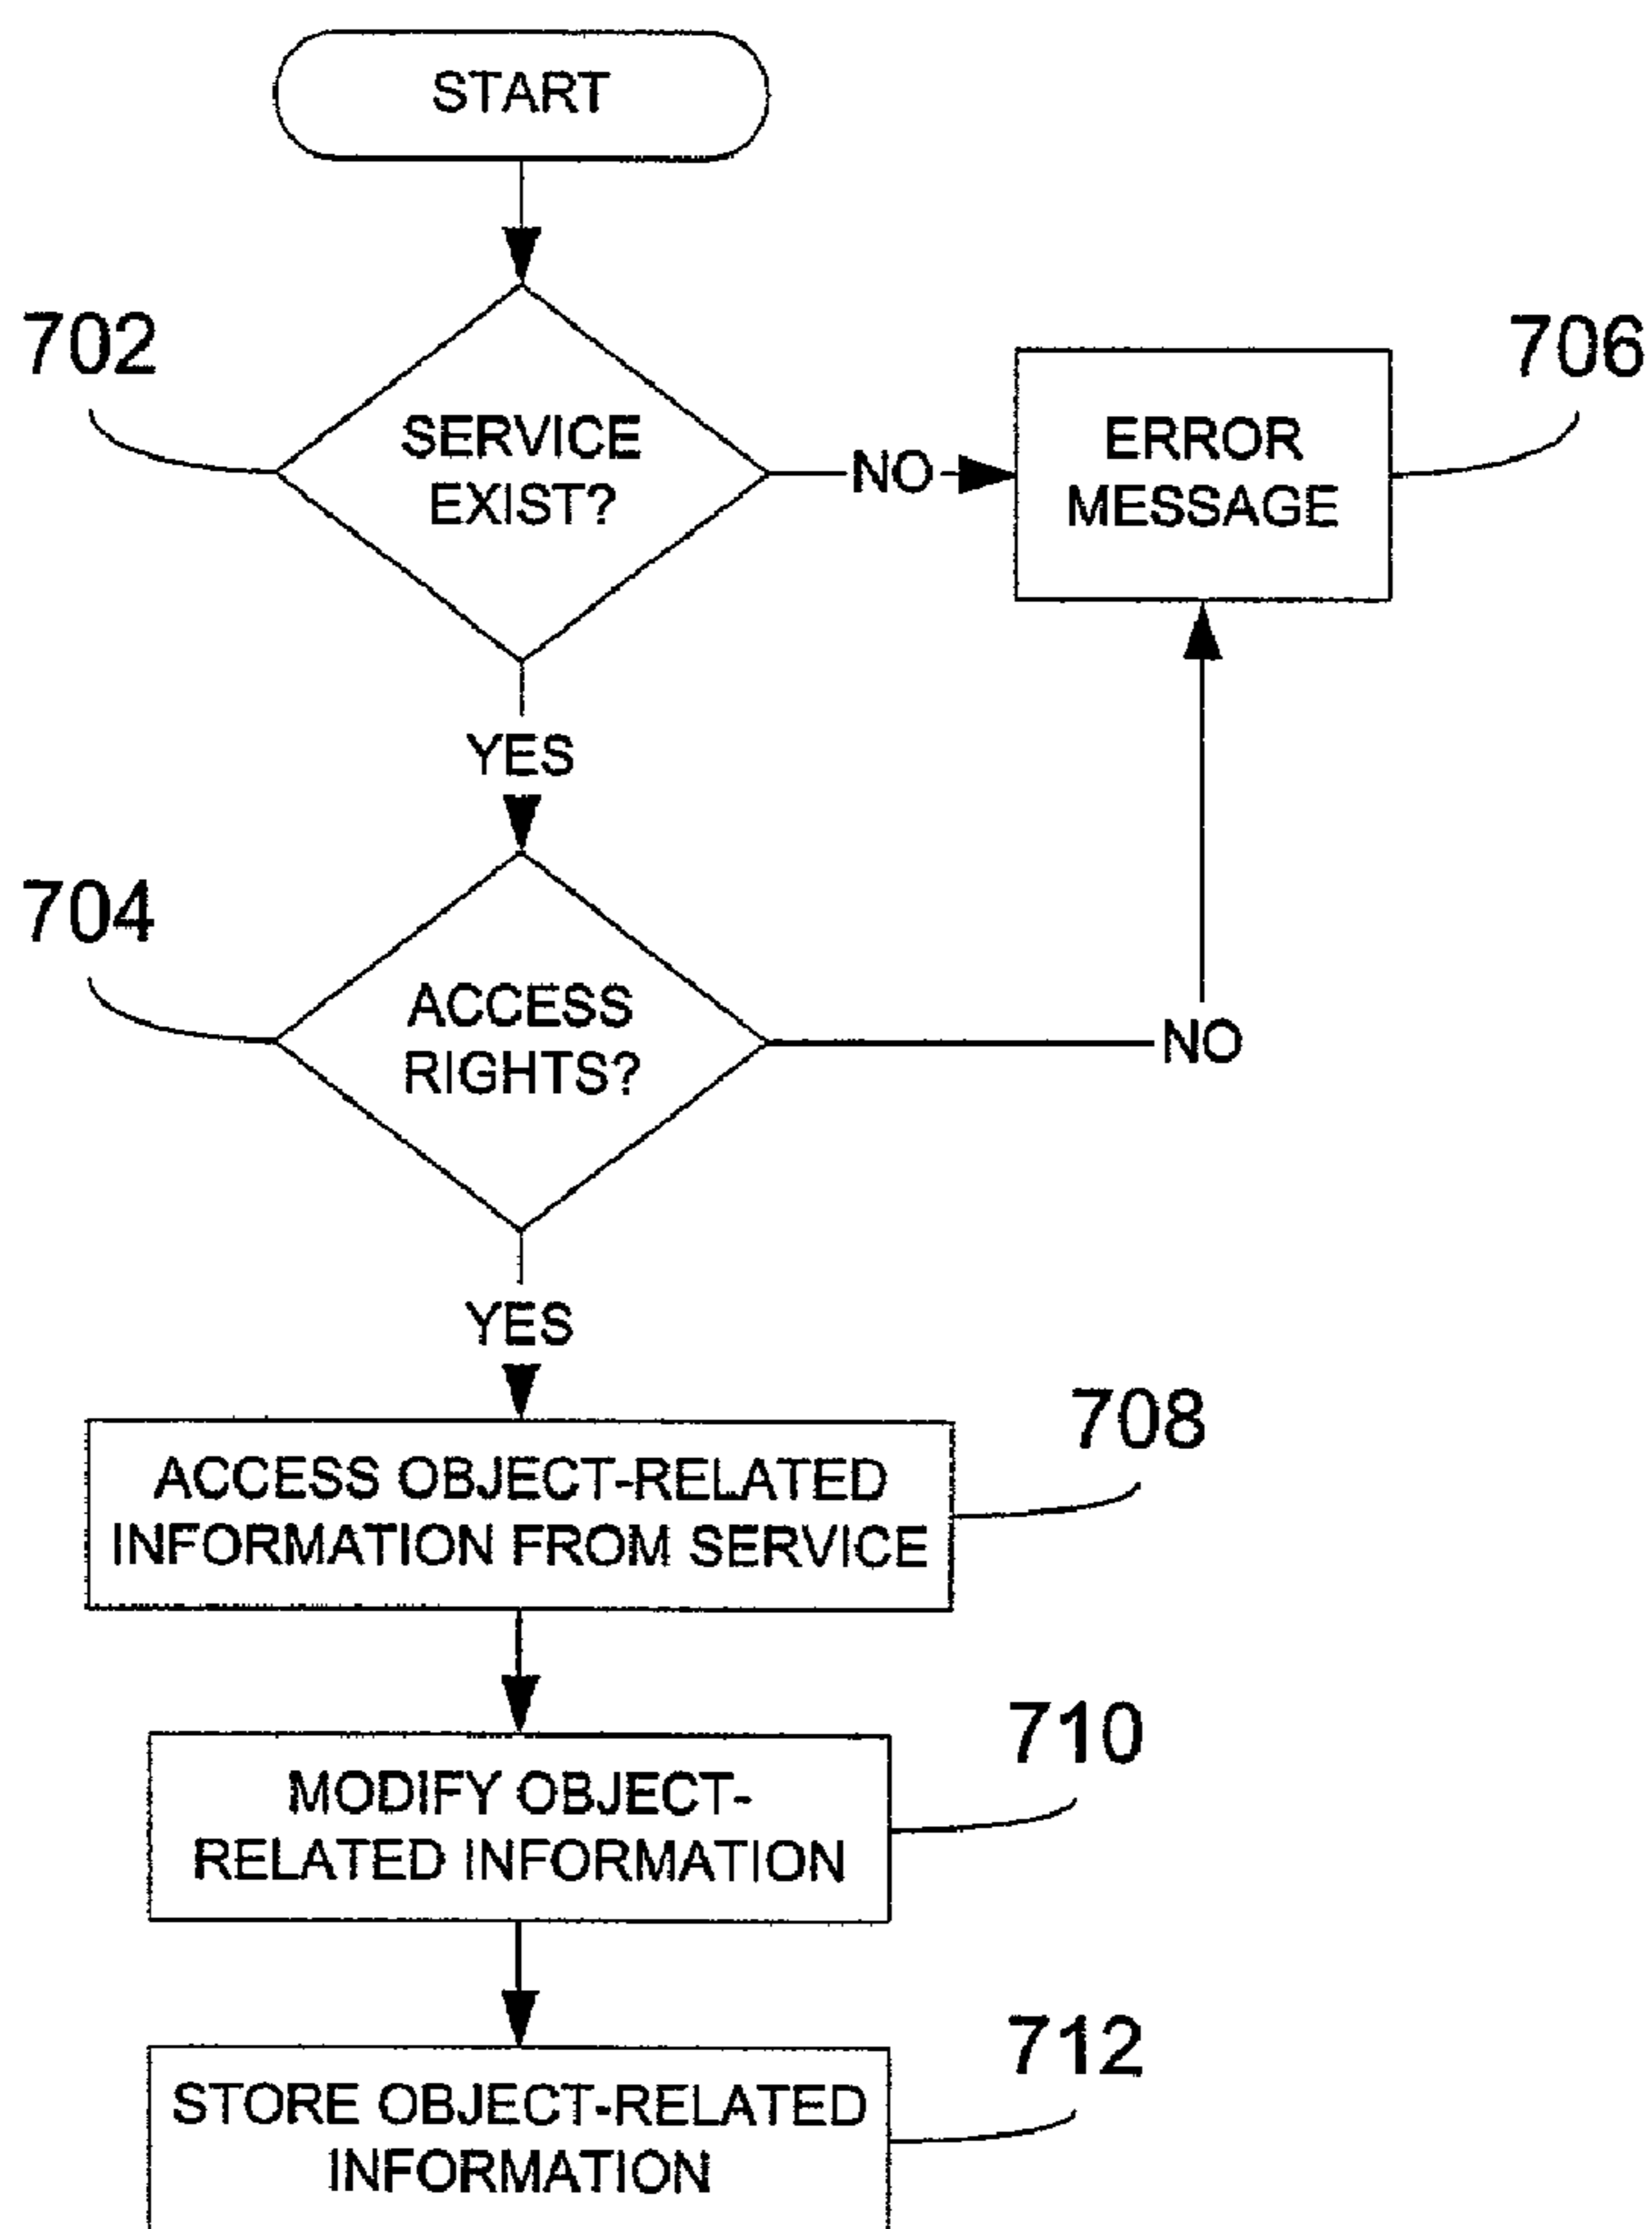 START
702
SERVICE
EXIST?
NO
706
ERROR
MESSAGE
YES
704
ACCESS
RIGHTS?
NO
YES
708
ACCESS OBJECT-RELATED
INFORMATION FROM SERVICE
710
MODIFY OBJECT-
RELATED INFORMATION
712
STORE OBJECT-RELATED
INFORMATION